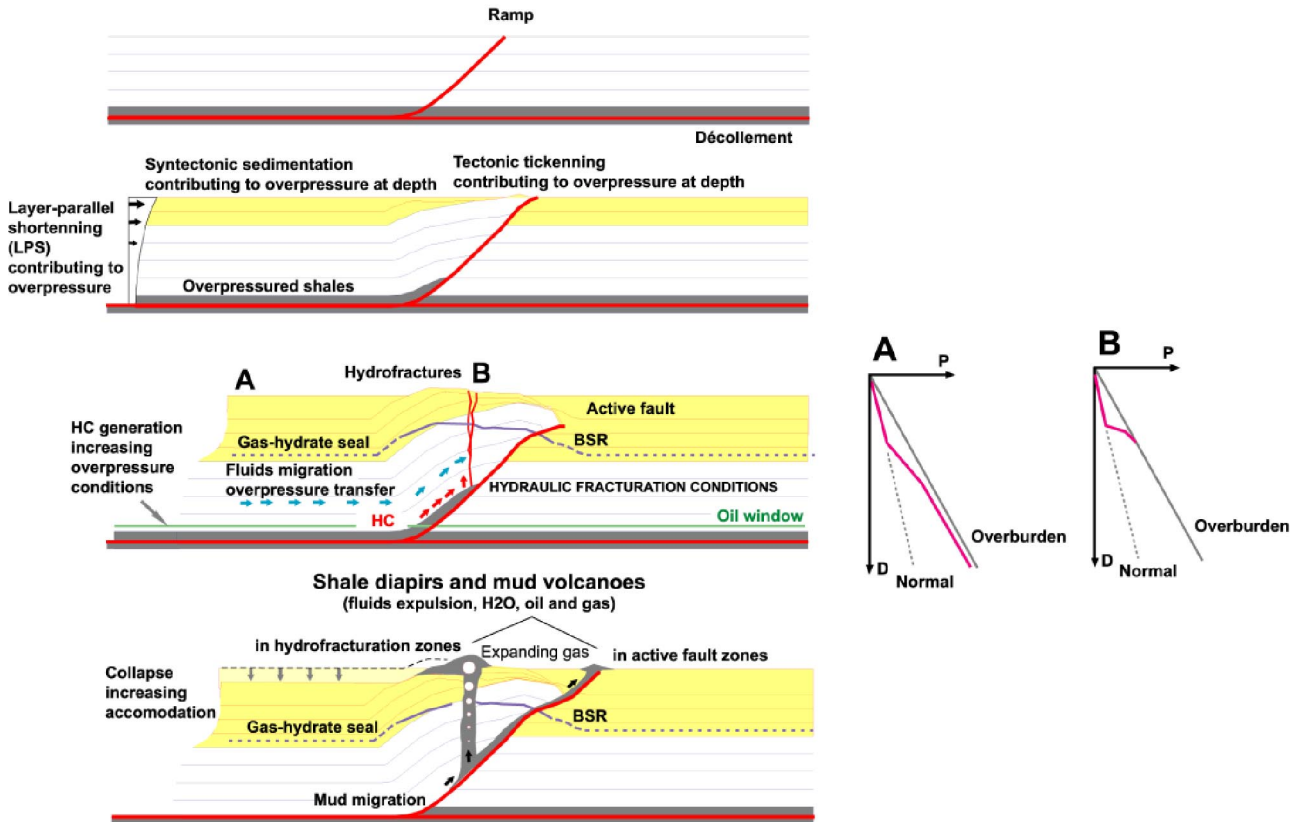 Ramp
Décollement
Syntectonic sedimentation
contributing to overpressure at depth
Tectonic tickenning
contributing to overpressure at depth
Layer-parallel
shortenning
(LPS)
contributing to
overpressure
Overpressured shales
A
Hydrofractures
B
Active fault
HC generation
increasing
overpressure
conditions
Gas-hydrate seal
BSR
Fluids migration
overpressure transfer
HYDRAULIC FRACTURATION CONDITIONS
HC
Oil window
A
P
Overburden
D
Normal
B
P
Overburden
D
Normal
Shale diapirs and mud volcanoes
(fluids expulsion, H2O, oil and gas)
in hydrofracturation zones
Expanding gas
in active fault zones
Collapse
increasing
accomodation
Gas-hydrate seal
BSR
Mud migration